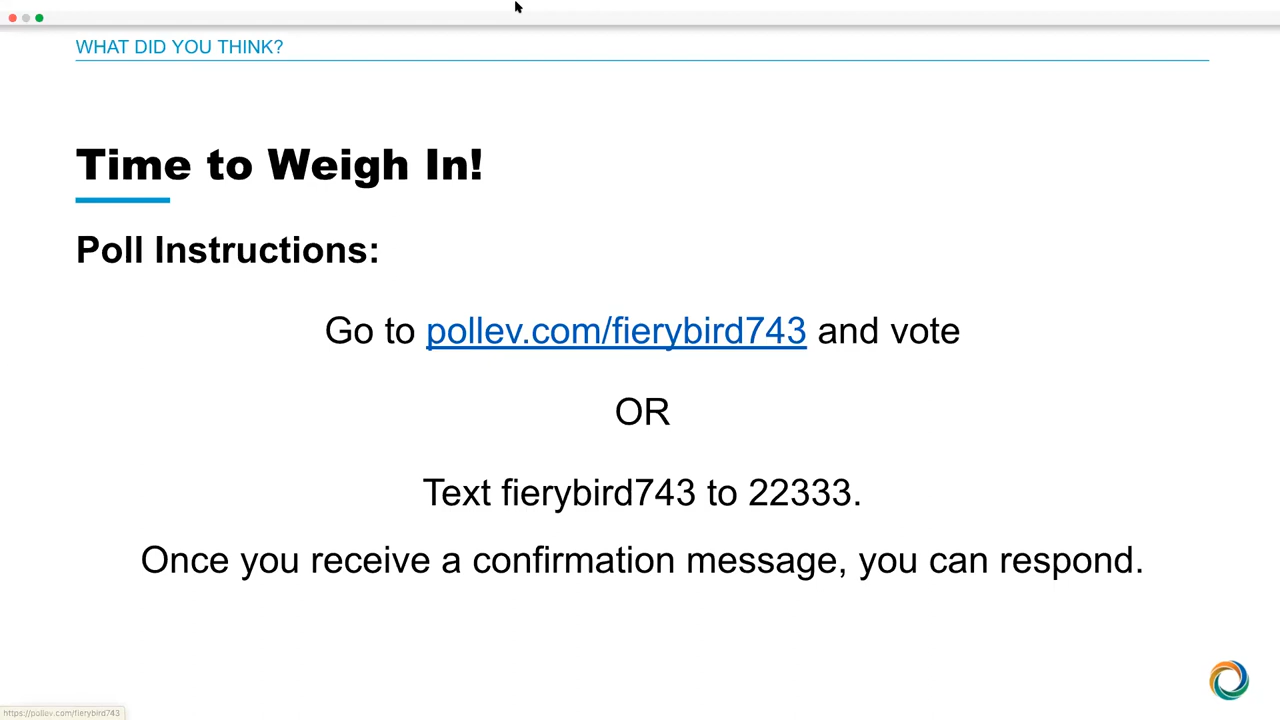 WHAT DID YOU THINK?
Time to Weigh In!
Poll Instructions:
Go to pollev.com/fierybird743 and vote
OR
Text fierybird743 to 22333.
Once you receive a confirmation message, you can respond.
https://pollev.com/fierybird743